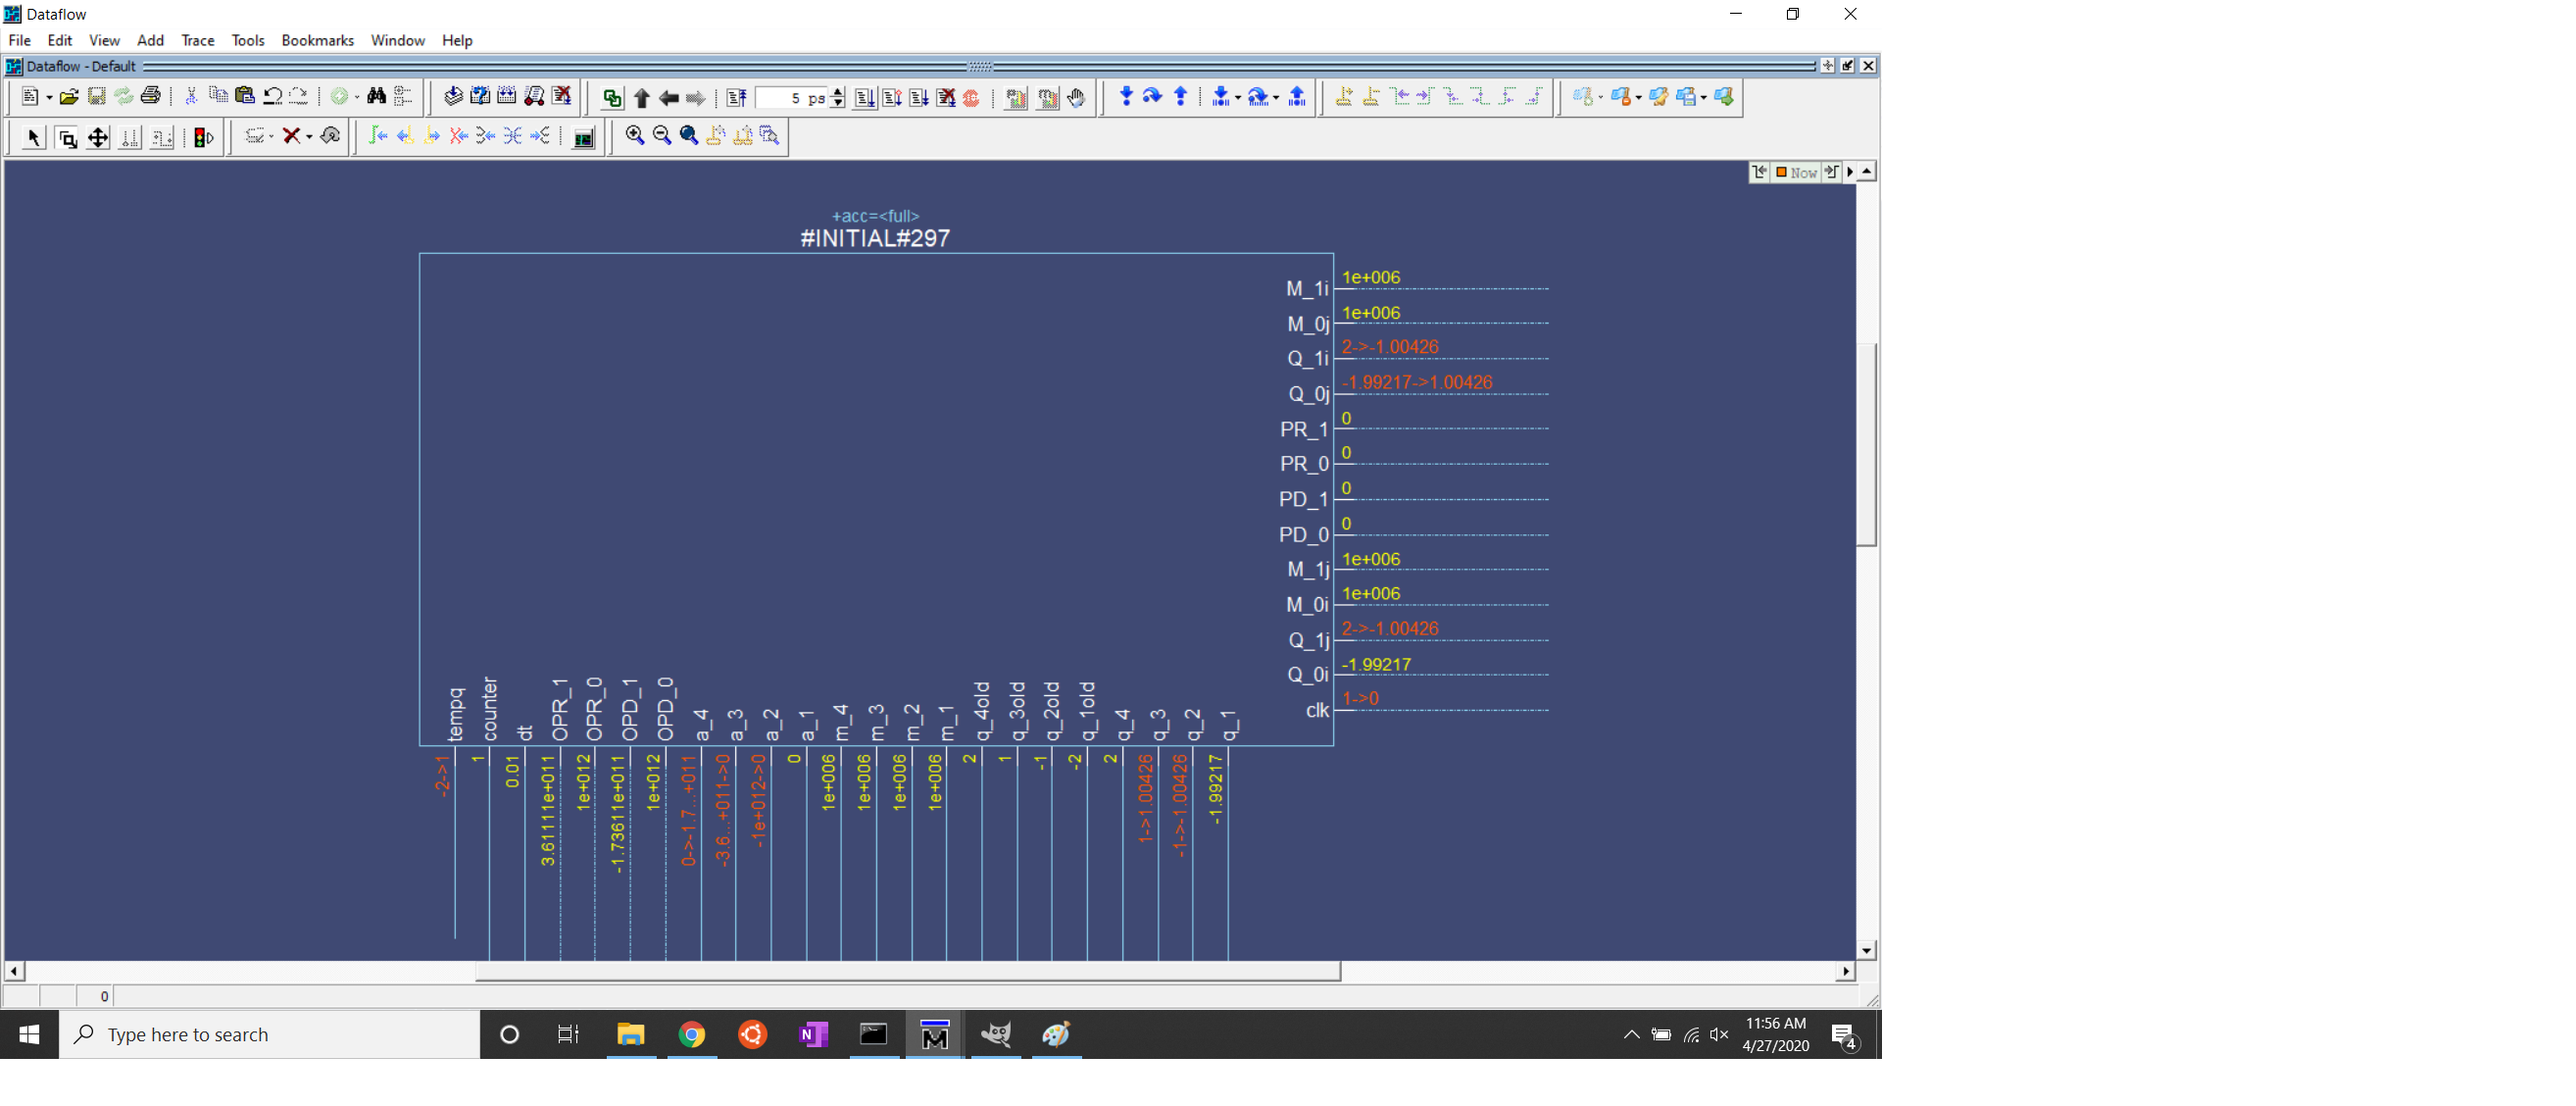 Dataflow
File Edit View Add Trace Tools Bookmarks Window Help
Dataflow - Default
5 ps
Now
+acc=<full>
#INITIAL#297
M_1i 1e+006
M_0j 1e+006
Q_1i 2->-1.00426
Q_0j -1.99217->1.00426
PR_1 0
PR_0 0
PD_1 0
PD_0 0
M_1j 1e+006
M_0i 1e+006
Q_1j 2->-1.00426
Q_0i -1.99217
clk 1->0
tempq counter dt OPR_1 OPR_0 OPD_1 OPD_0 a_4 a_3 a_2 a_1 m_4 m_3 m_2 m_1 q_4old q_3old q_2old q_1old q_4 q_3 q_2 q_1
-2->1 1 0.01 3.61111e+011 1e+012 -1.73611e+011 1e+012 0->-1.7...+011 -3.6...+011->0 -1e+012->0 0 1e+006 1e+006 1e+006 1e+006 2 1 -1 -2 2 1->1.00426 -1->-1.00426 -1.99217
0
Type here to search
N
M
11:56 AM
4/27/2020
4